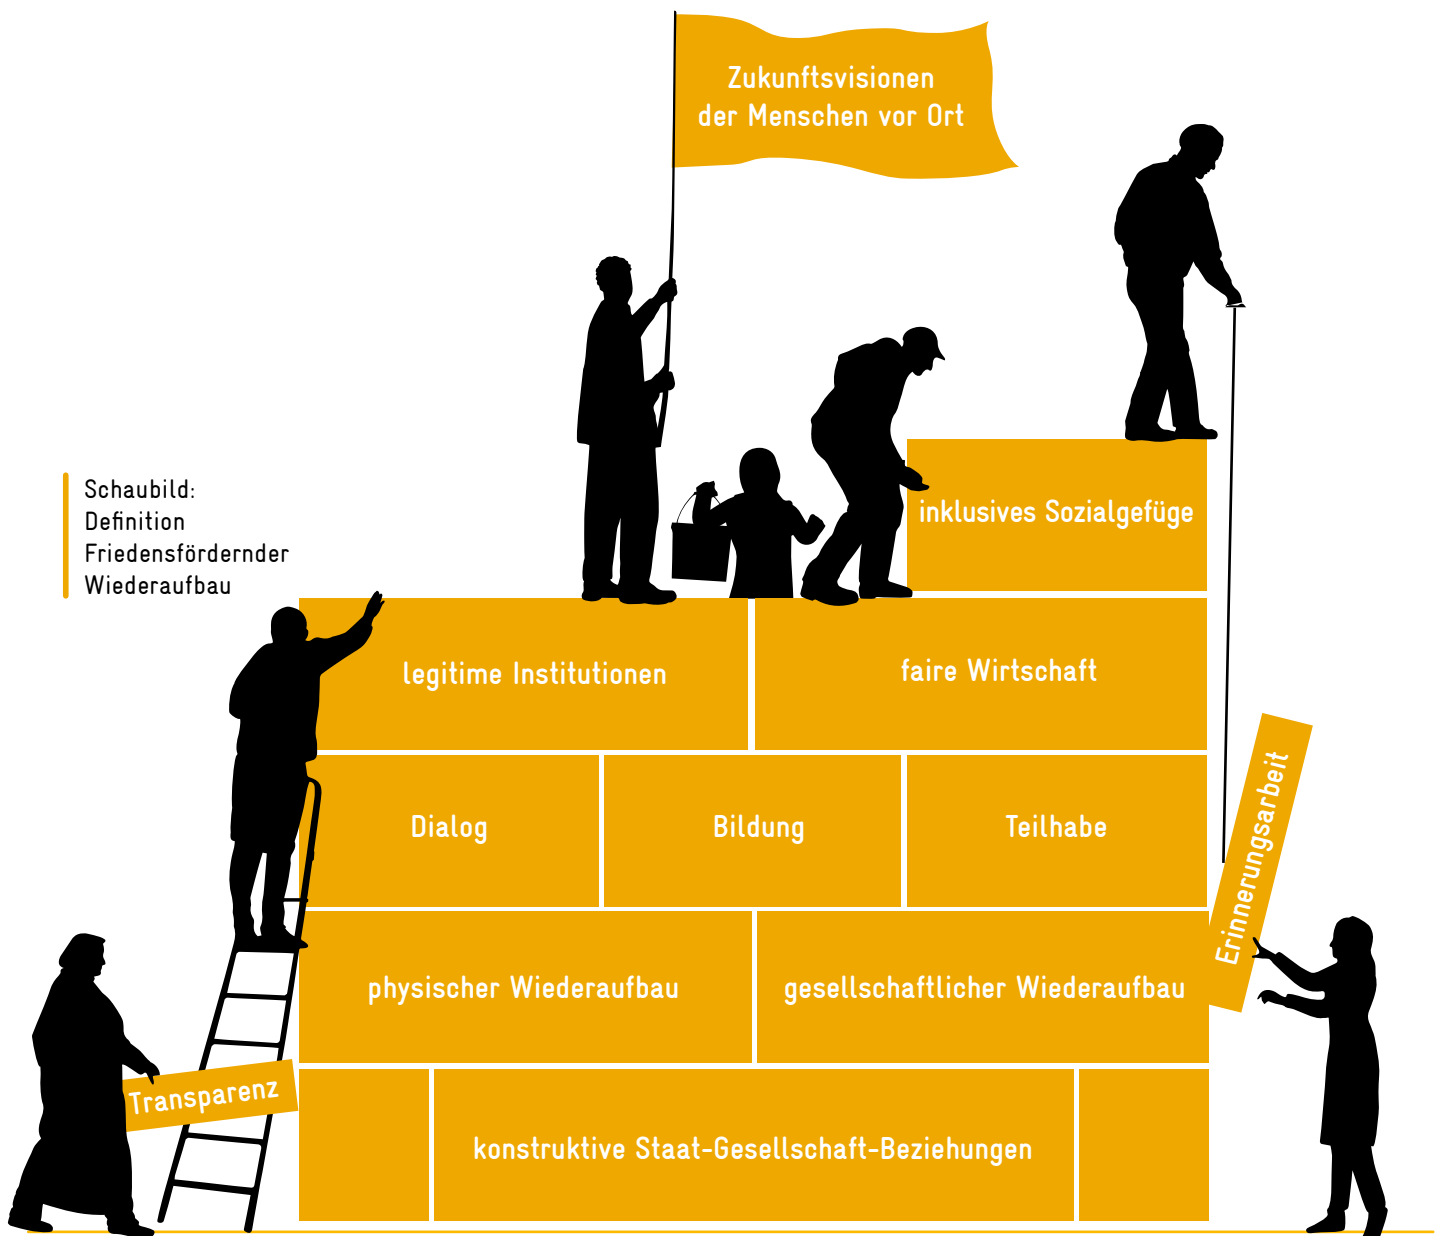 Zukunftsvisionen
der Menschen vor Ort
Schaubild:
Definition
Friedensfördernder
Wiederaufbau
inklusives Sozialgefüge
legitime Institutionen
faire Wirtschaft
Dialog
Bildung
Teilhabe
Erinnerungsarbeit
physischer Wiederaufbau
gesellschaftlicher Wiederaufbau
Transparenz
konstruktive Staat-Gesellschaft-Beziehungen